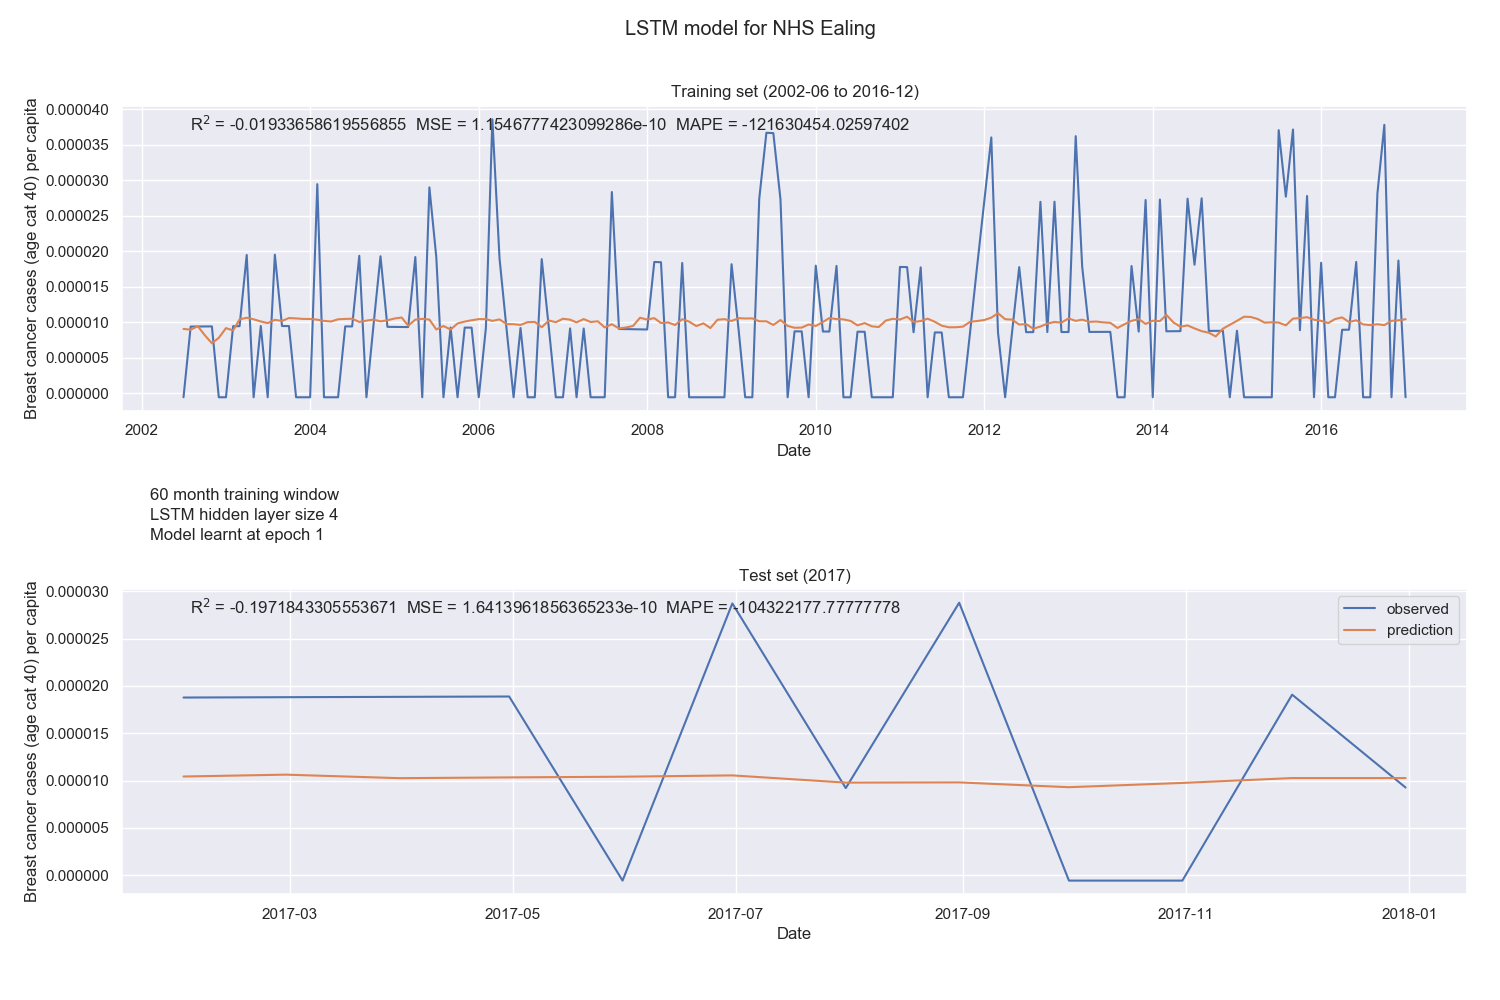 LSTM model for NHS Ealing
Training set (2002-06 to 2016-12)
R² = -0.01933658619556855 MSE = 1.1546777423099286e-10 MAPE = -121630454.02597402
Breast cancer cases (age cat 40) per capita
0.000040
0.000035
0.000030
0.000025
0.000020
0.000015
0.000010
0.000005
0.000000
2002 2004 2006 2008 2010 2012 2014 2016
Date
60 month training window
LSTM hidden layer size 4
Model learnt at epoch 1
Test set (2017)
R² = -0.1971843305553671 MSE = 1.6413961856365233e-10 MAPE = -104322177.77777778
observed
prediction
Breast cancer cases (age cat 40) per capita
0.000030
0.000025
0.000020
0.000015
0.000010
0.000005
0.000000
2017-03 2017-05 2017-07 2017-09 2017-11 2018-01
Date